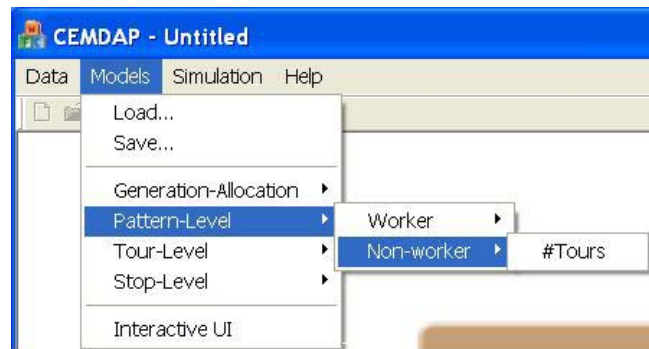 CEMDAP - Untitled
Data Models Simulation Help
Load...
Save...
Generation-Allocation
Pattern-Level
Worker
Tour-Level
Non-worker
#Tours
Stop-Level
Interactive UI